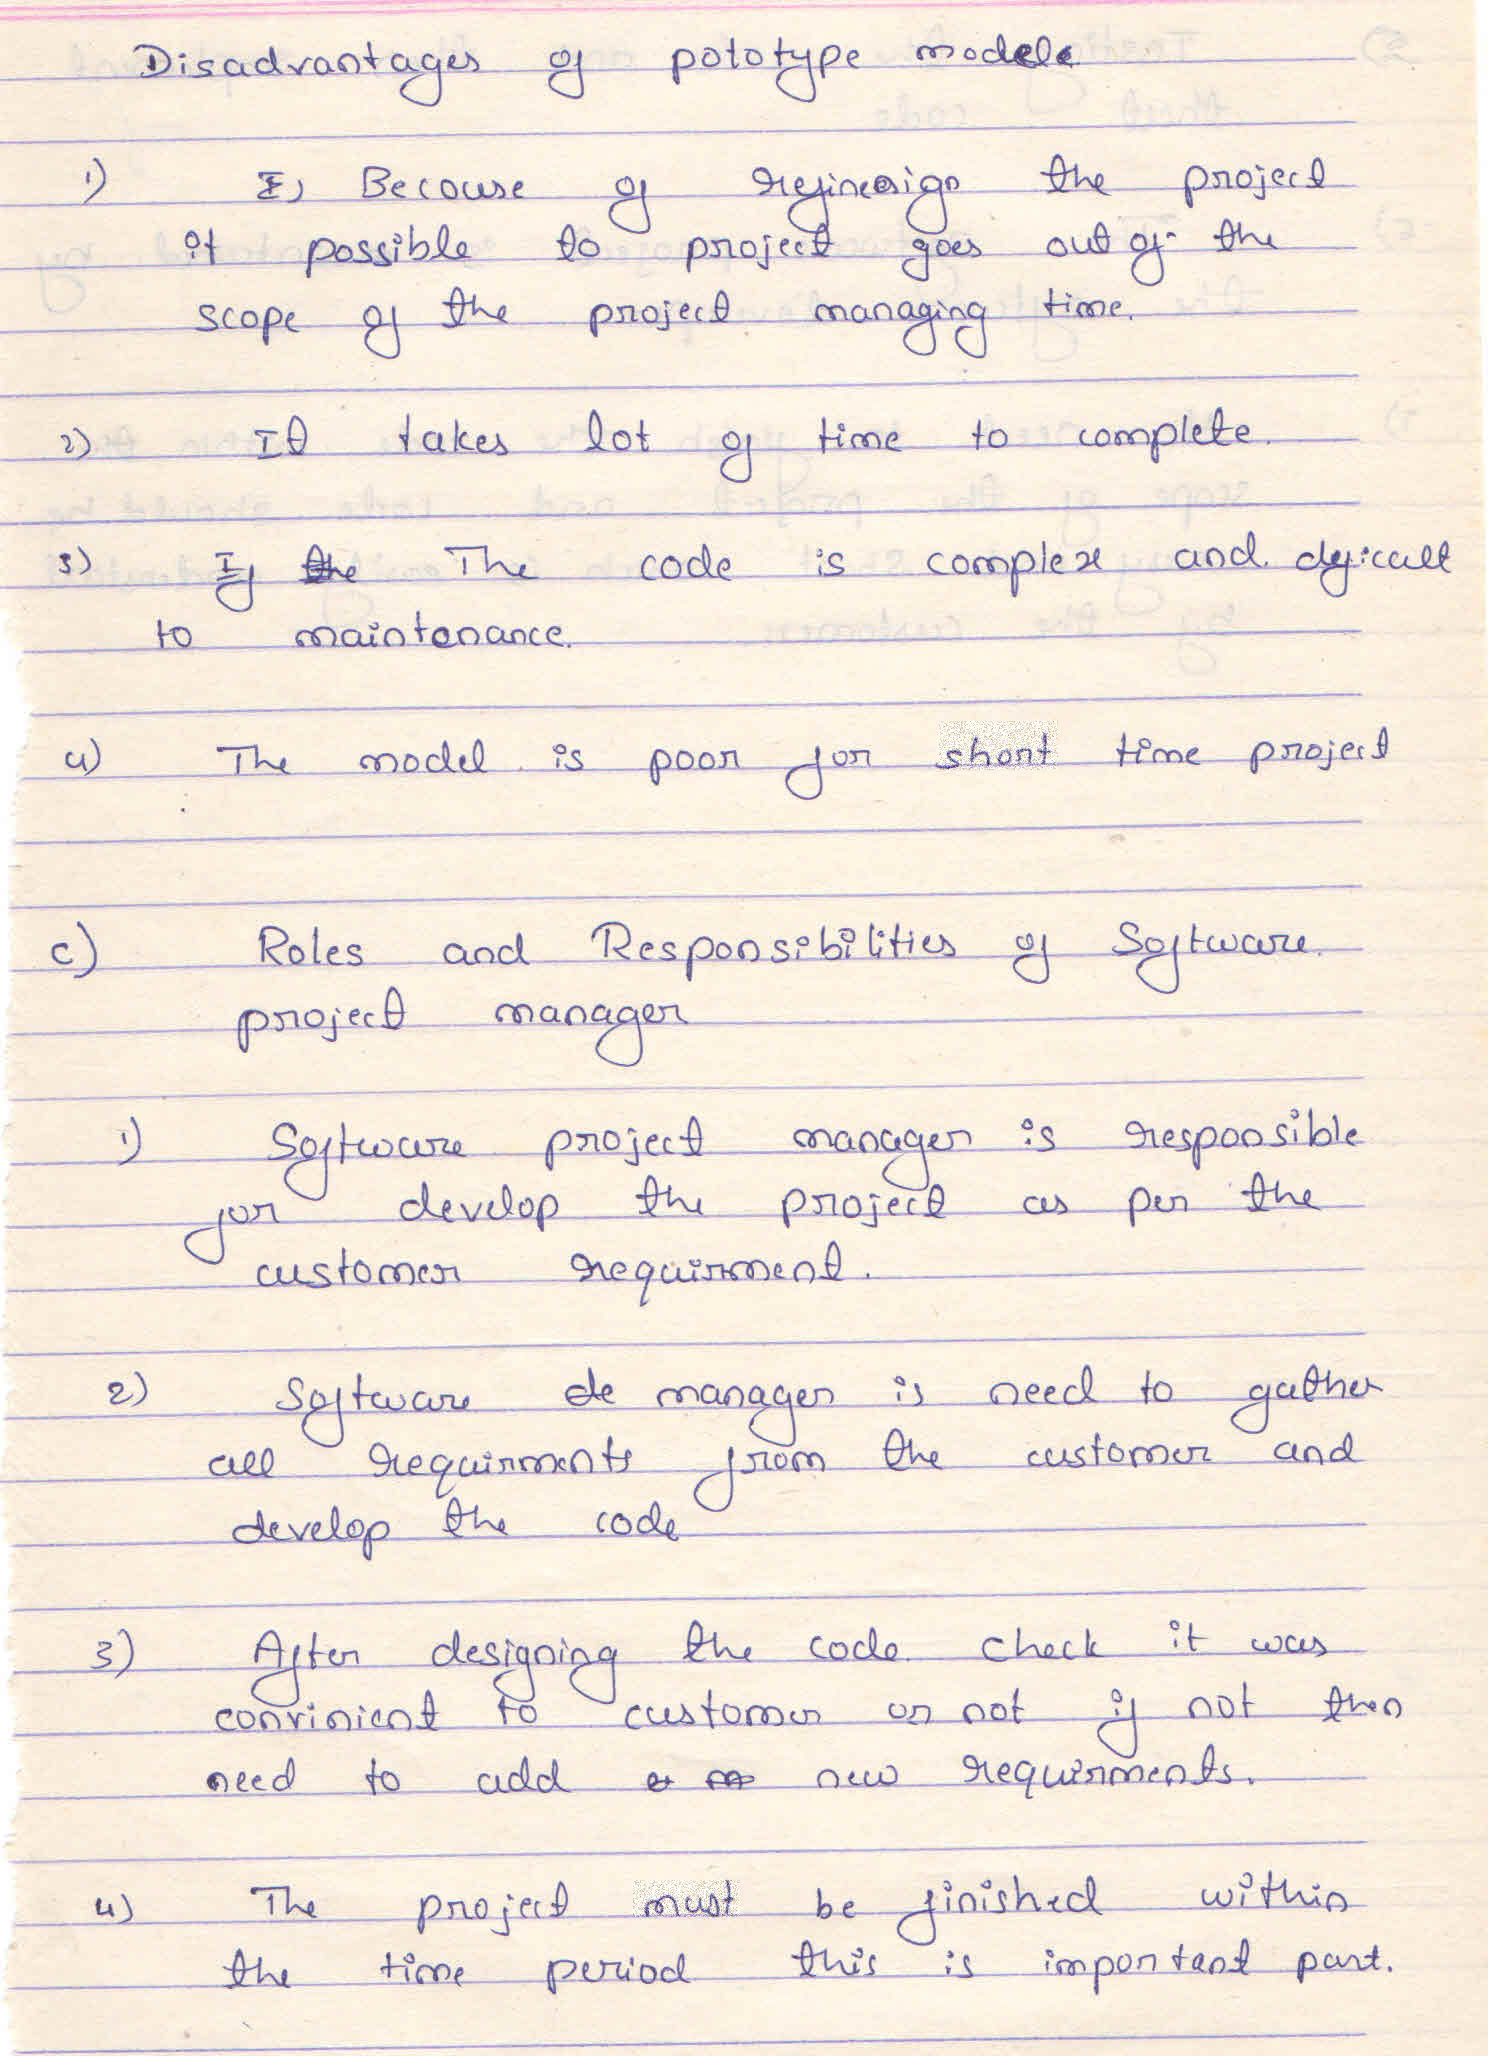 Disadvantages of pototype models
1) Becouse of the project
it possible to project goes out of the
scope of the project managing time.
2) It takes lot of time to complete.
3) If the The code is complex and deficult
to maintenance.
4) The model is poor for short time project
c) Roles and Responsibilities of Software
project manager
1) Software project manager is responsible
for develop the project as per the
customer requirment.
2) Software de manager is need to gather
all requirments from the customer and
develop the code
3) After designing the code check it was
convinient to customer or not if not then
need to add new requirments.
4) The project must be finished within
the time period this is important part.